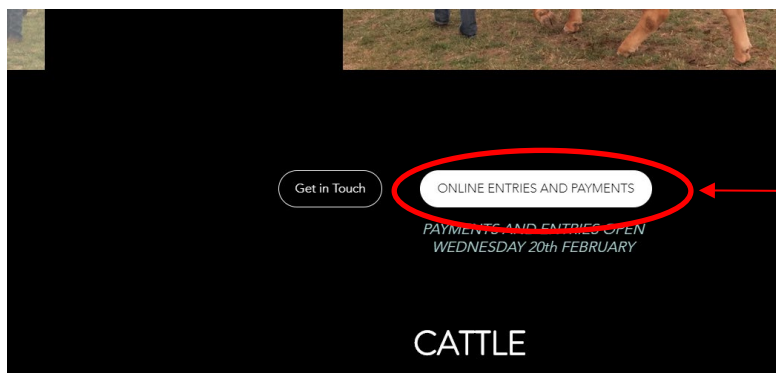 Get in Touch
ONLINE ENTRIES AND PAYMENTS
PAYMENTS AND ENTRIES OPEN
WEDNESDAY 20th FEBRUARY
CATTLE